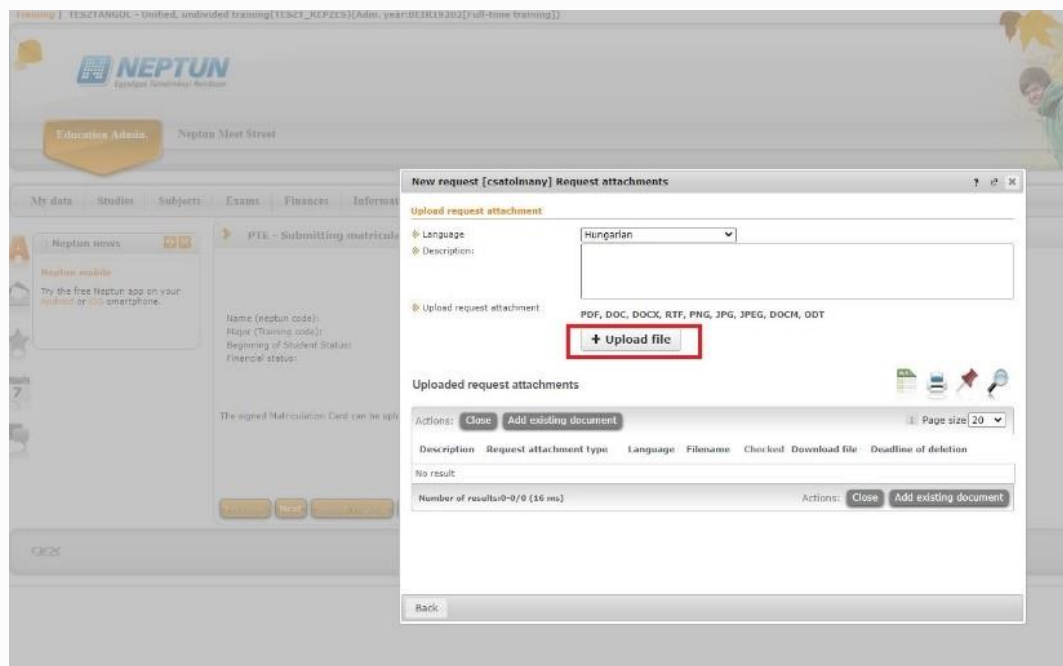 Training | TESZTANGOL - Unified, undivided training(TESZT_KEPZES)(Adm. year:BEIR19202[Full-time training])
NEPTUN
Education Admin.
Neptun Meet Street
My data Studies Subjects Exams Finances Informat
Neptun news
Neptun mobile
Try the free Neptun app on your
Android or iOS smartphone.
PTE - Submitting matricula
Name (neptun code):
Major (Training code):
Beginning of Student Status:
Financial status:
The signed Matriculation Card can be uplo
Next
New request [csatolmany] Request attachments
Upload request attachment
Language Hungarian
Description:
Upload request attachment PDF, DOC, DOCX, RTF, PNG, JPG, JPEG, DOCM, ODT
+ Upload file
Uploaded request attachments
Actions: Close Add existing document Page size 20
Description Request attachment type Language Filename Checked Download file Deadline of deletion
No result
Number of results:0-0/0 (16 ms) Actions: Close Add existing document
Back